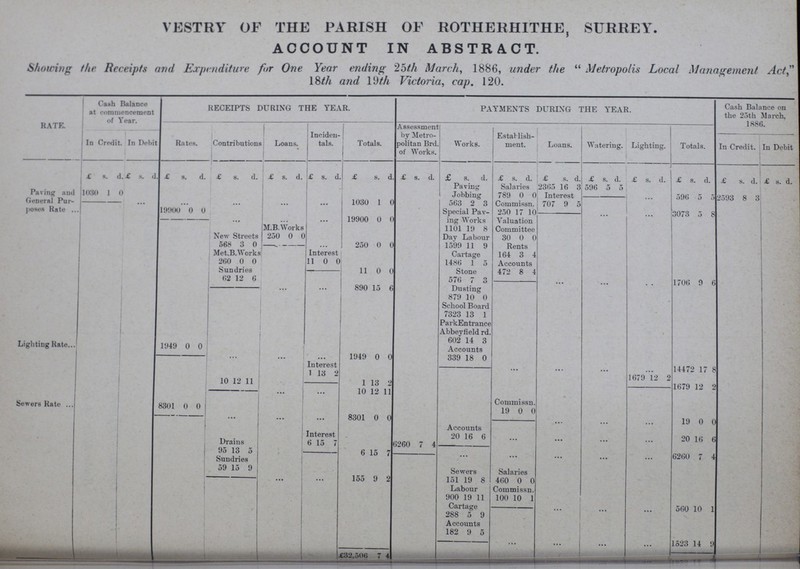 VESTRY OF THE PARISH OF ROTHERHITHE, SURREY.
ACCOUNT IN ABSTRACT.
Showing the Receipts and Expenditure for One Year ending 25th March, 1886, under the "Metropolis Local Management Act,"
18th and 19th Victoria, cap. 120.
RATE.
Cash Balance at commencement of Year.
RECEIPTS DURING THE YEAR.
PAYMENTS DURING THE YEAR.
Cash Balance on the 25th March, 1886.
In Credit. In Debit Rates. Contributions Loans. Incidentals. Totals. Assessment by Metropolitan Brd. of Works. Works. Establishment. Loans. Watering. Lighting. Totals. In Credit. In Debit
£ s. d. £ s. d. £ s. d. £ s. d. £ s. d. £ s. d. £ s. d. £ s. d. £ s. d. £ s. d. £ s. d. £ s. d. £ s. d. £ s. d. £ s. d. £ s. d.
Paving and General Purposes Rate ...
1030 1 0 ... ... ... ... ... 1030 1 0
Paving Jobbing 563 2 3
Salaries 789 0 0
2365 16 3
596 5 5
... 596 5 5
2593 8 3
19900 0 0
... ... ... 19900 0 0
Special Paving Works 1101 19 8
Commissn. 250 17 10
Interest 707 9 5
... ... 3073 5 8
M.B.Works 250 0 0
... 250 0 0
New Streets 568 3 0
Day Labour 1599 11 9
Valuation Committee 30 0 0
Met.B.Works 260 0 0
Interest 11 0 0
11 0 0
Cartage 1486 1 5
Rents 164 3 4
Sundries 62 12 6
... ... 890 15 6
Stone 576 7 3
Accounts 472 8 4
... ... ... 1706 9 6
Dusting 879 10 0
School Board 7323 13 1
ParkEntrance Abbeyfield rd. 602 14 3
Accounts 339 18 0
... ... ... ... 14472 17 8
Lighting Rate...
1949 0 0
... ... ... 1949 0 0
Interest 1 13 2
1 13 2
1679 12 2
1679 12 2
10 12 11
... ... 10 12 11
Sewers Rate ...
8301 0 0
... ... ... 8301 0 0
Commissn. 19 0 0
... ... ... 19 0 0
Interest 6 15 7
6 15 7
Accounts 20 16 6
... ... ... ... 20 16 6
6260 7 4
... ... ... ... ... 6260 7 4
Drains 95 13 5
Sundries 59 15 9
... ... 155 9 2
Sewers 151 19 8
Salaries 460 0 0
Labour 900 19 11
Commissn. 100 10 1
... ... ... 560 10 1
Cartage 288 5 9
Accounts 182 9 5
... ... ... ... 1523 14 9
£32,506 7 4